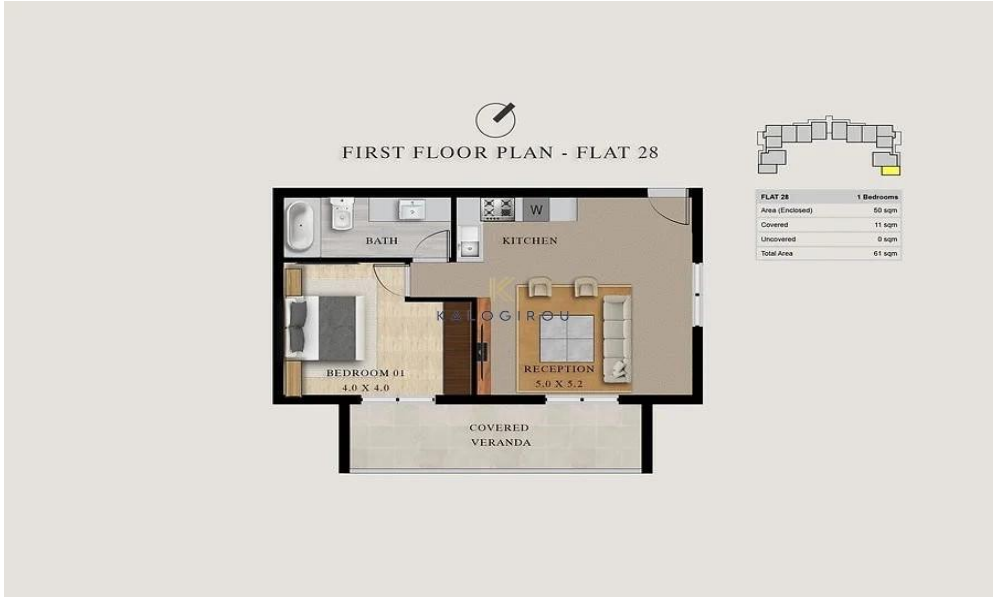 FIRST FLOOR PLAN - FLAT 28
FLAT 28 1 Bedrooms
Area (Enclosed) 50 sqm
Covered 11 sqm
Uncovered 0 sqm
Total Area 61 sqm
BATH
W
KITCHEN
K
KALOGIROU
BEDROOM 01
4.0 X 4.0
RECEPTION
5.0 X 5.2
COVERED
VERANDA